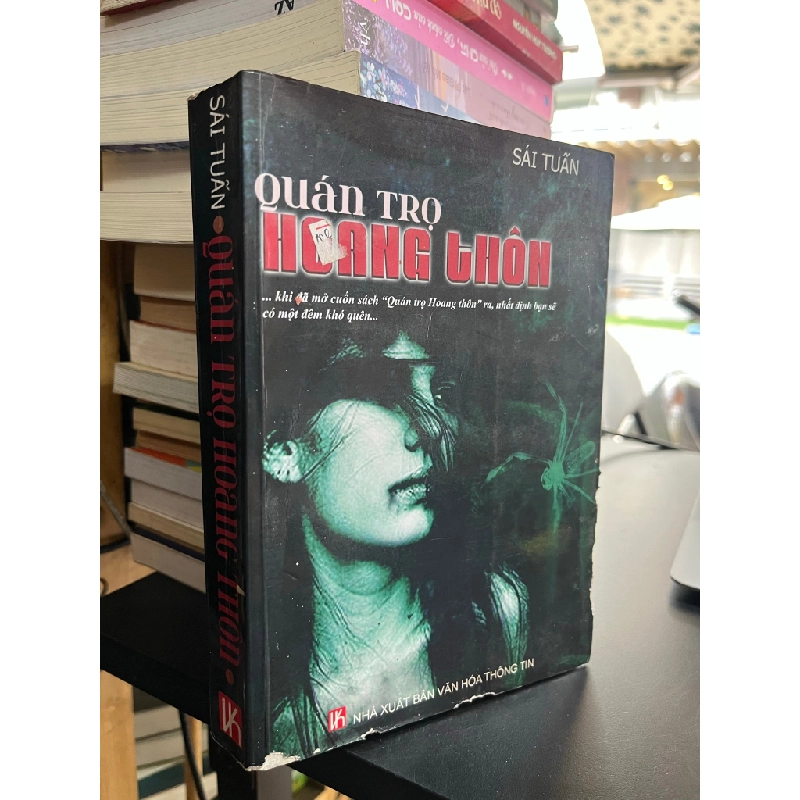 SÁI TUẤN
QUÁN TRỌ
HOANG THÔN
... khi đã mở cuốn sách "Quán trọ Hoang thôn" ra, nhất định bạn sẽ
có một đêm khó quên...
NHÀ XUẤT BẢN VĂN HÓA THÔNG TIN
SÁI TUẤN • QUÁN TRỌ HOANG THÔN •